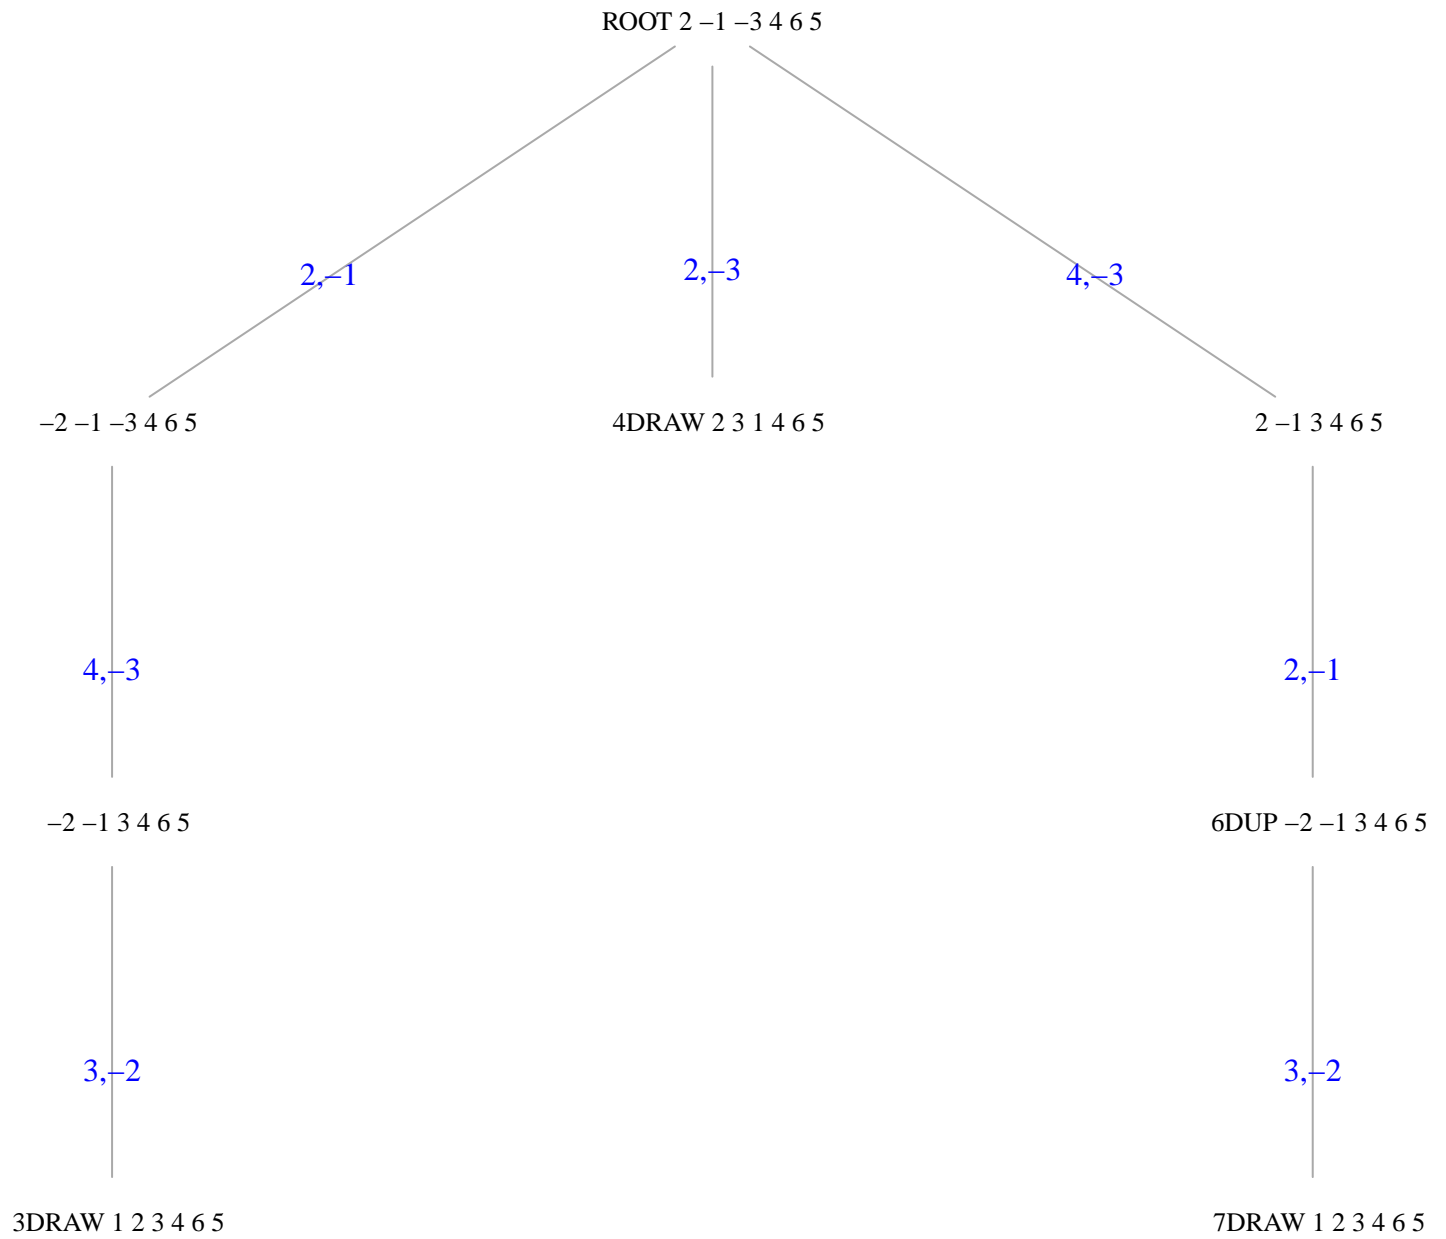 ROOT 2 –1 –3 4 6 5
2,–1
2,–3
4,–3
–2 –1 –3 4 6 5
4DRAW 2 3 1 4 6 5
2 –1 3 4 6 5
4,–3
2,–1
–2 –1 3 4 6 5
6DUP –2 –1 3 4 6 5
3,–2
3,–2
3DRAW 1 2 3 4 6 5
7DRAW 1 2 3 4 6 5